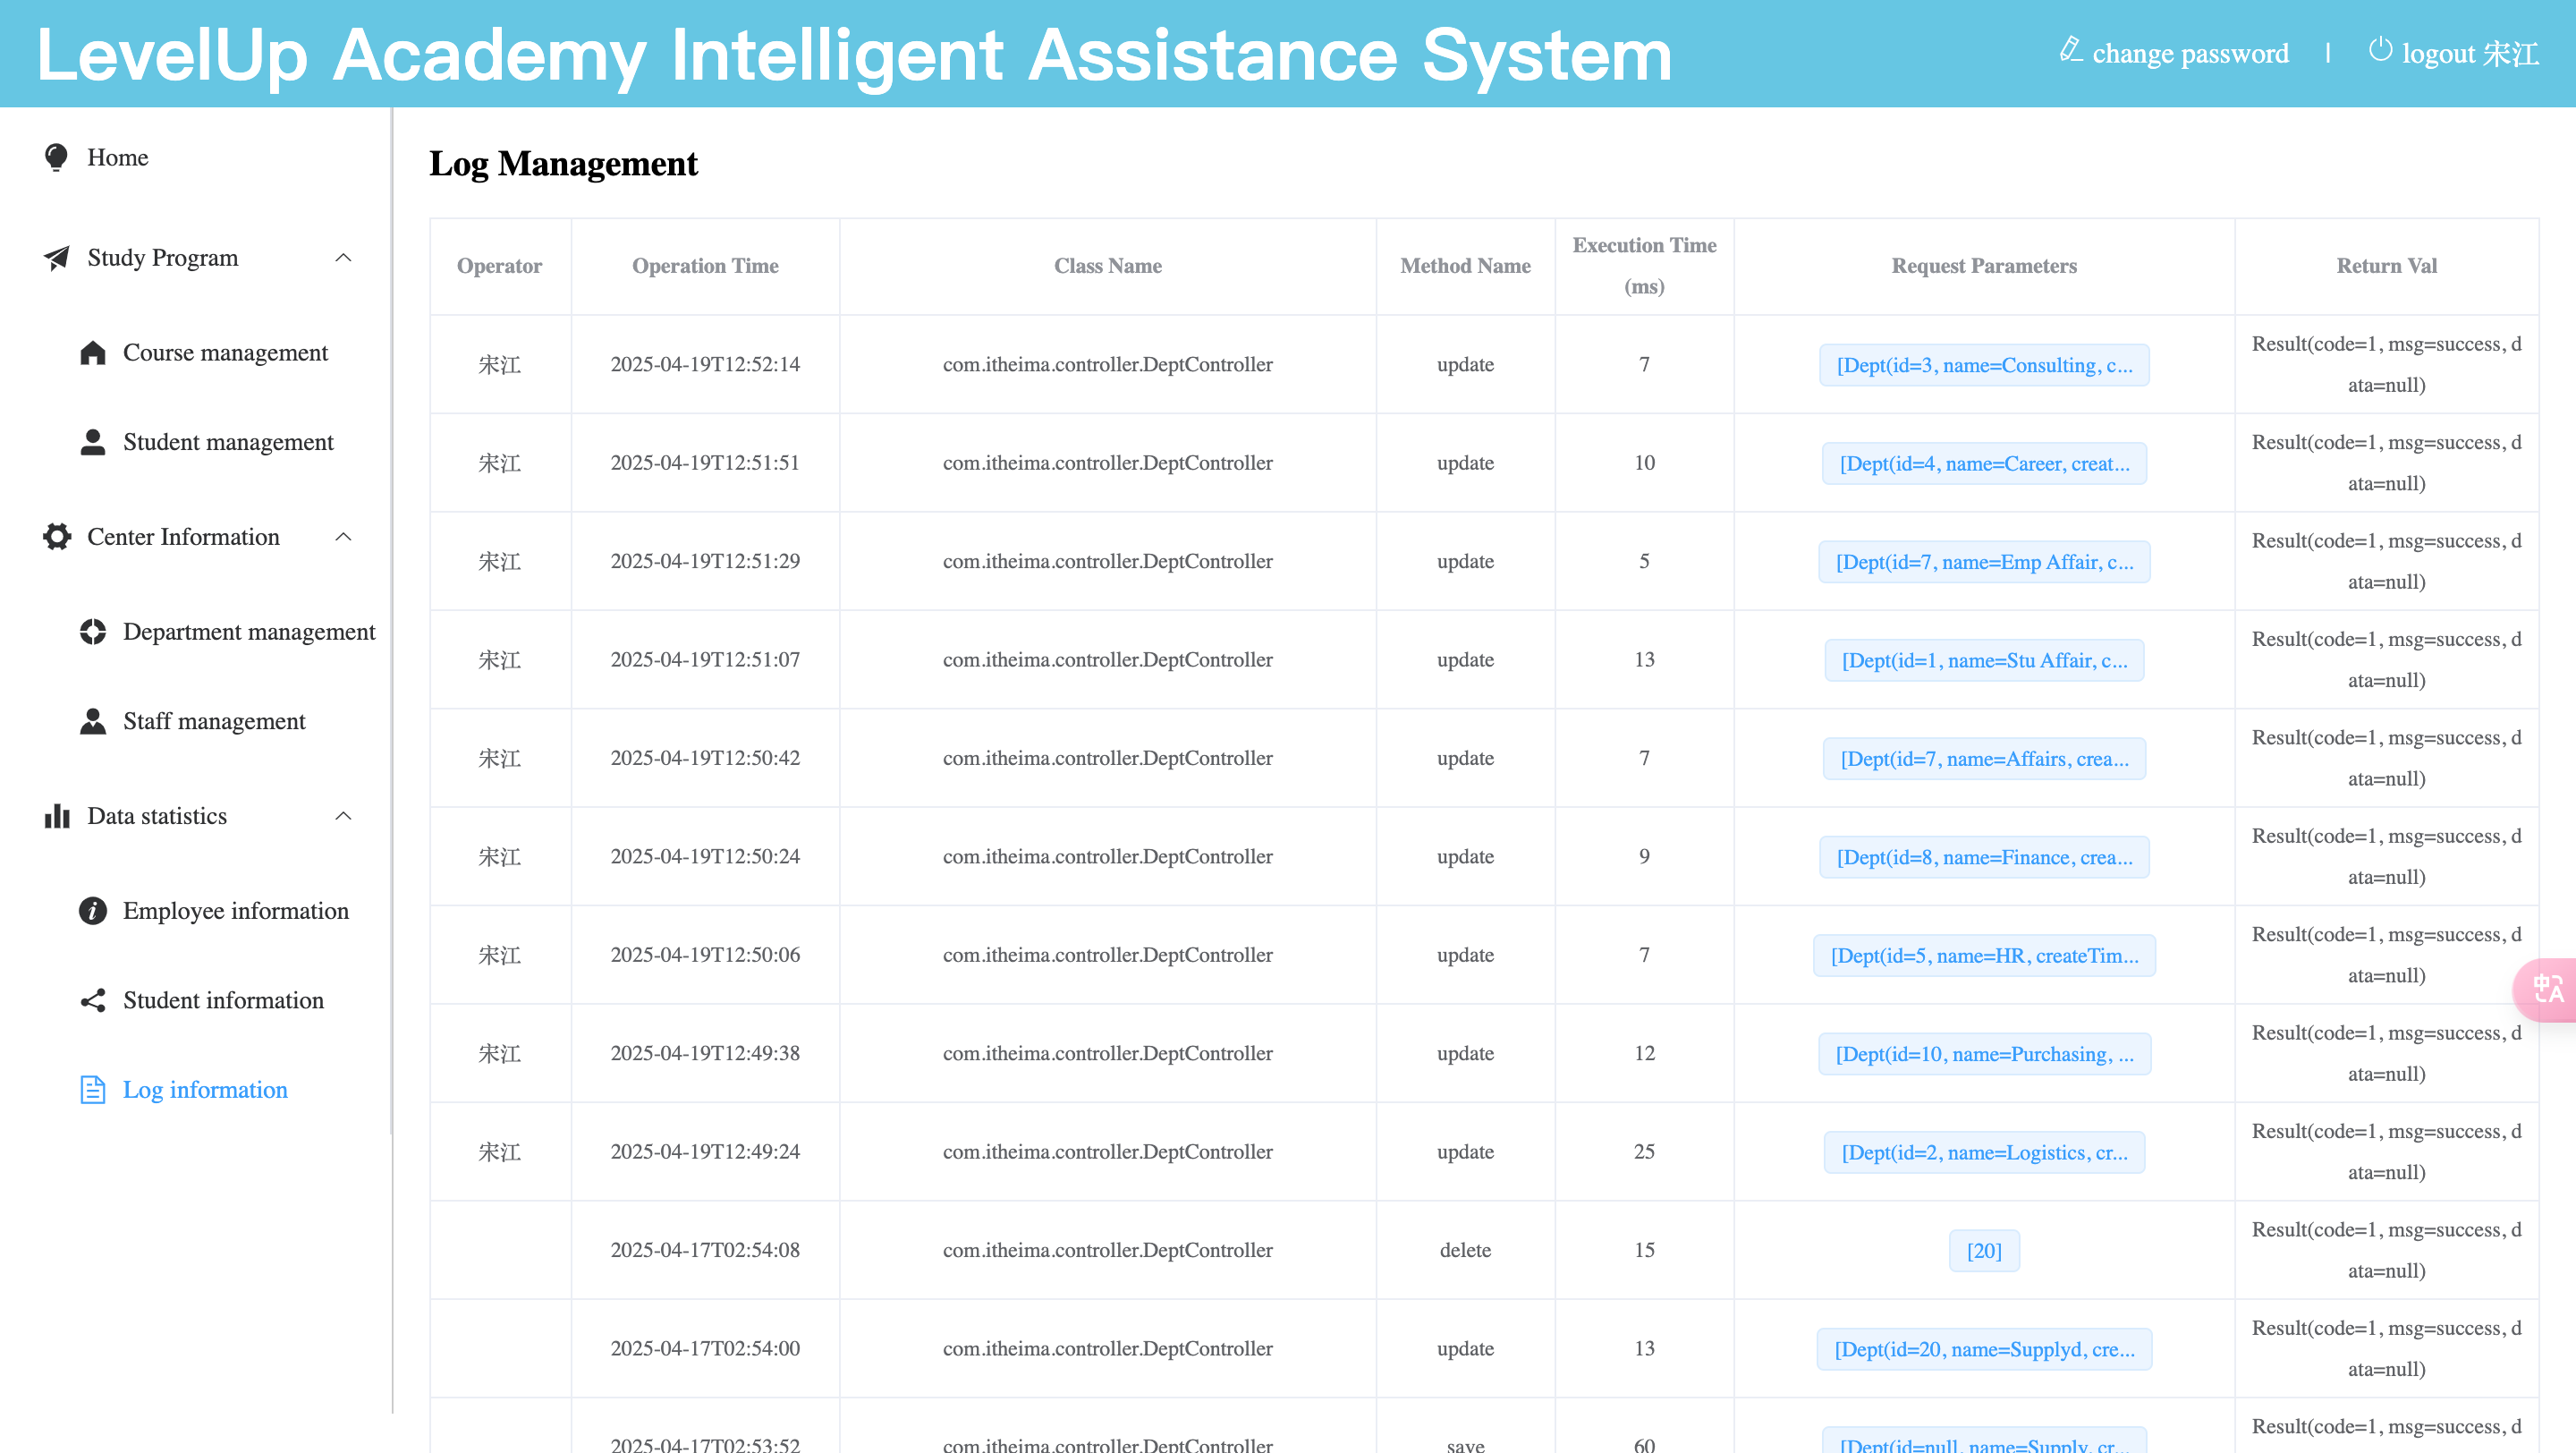 LevelUp Academy Intelligent Assistance System
change password | logout 宋江
Home
Study Program
Course management
Student management
Center Information
Department management
Staff management
Data statistics
Employee information
Student information
Log information
Log Management
Operator Operation Time Class Name Method Name Execution Time (ms) Request Parameters Return Val
宋江 2025-04-19T12:52:14 com.itheima.controller.DeptController update 7 [Dept(id=3, name=Consulting, c... Result(code=1, msg=success, d
ata=null)
宋江 2025-04-19T12:51:51 com.itheima.controller.DeptController update 10 [Dept(id=4, name=Career, creat... Result(code=1, msg=success, d
ata=null)
宋江 2025-04-19T12:51:29 com.itheima.controller.DeptController update 5 [Dept(id=7, name=Emp Affair, c... Result(code=1, msg=success, d
ata=null)
宋江 2025-04-19T12:51:07 com.itheima.controller.DeptController update 13 [Dept(id=1, name=Stu Affair, c... Result(code=1, msg=success, d
ata=null)
宋江 2025-04-19T12:50:42 com.itheima.controller.DeptController update 7 [Dept(id=7, name=Affairs, crea... Result(code=1, msg=success, d
ata=null)
宋江 2025-04-19T12:50:24 com.itheima.controller.DeptController update 9 [Dept(id=8, name=Finance, crea... Result(code=1, msg=success, d
ata=null)
宋江 2025-04-19T12:50:06 com.itheima.controller.DeptController update 7 [Dept(id=5, name=HR, createTim... Result(code=1, msg=success, d
ata=null)
宋江 2025-04-19T12:49:38 com.itheima.controller.DeptController update 12 [Dept(id=10, name=Purchasing, ... Result(code=1, msg=success, d
ata=null)
宋江 2025-04-19T12:49:24 com.itheima.controller.DeptController update 25 [Dept(id=2, name=Logistics, cr... Result(code=1, msg=success, d
ata=null)
2025-04-17T02:54:08 com.itheima.controller.DeptController delete 15 [20] Result(code=1, msg=success, d
ata=null)
2025-04-17T02:54:00 com.itheima.controller.DeptController update 13 [Dept(id=20, name=Supplyd, cre... Result(code=1, msg=success, d
ata=null)
2025-04-17T02:53:52 com.itheima.controller.DeptController save 60 [Dept(id=null, name=Supply, cr... Result(code=1, msg=success, d
中A